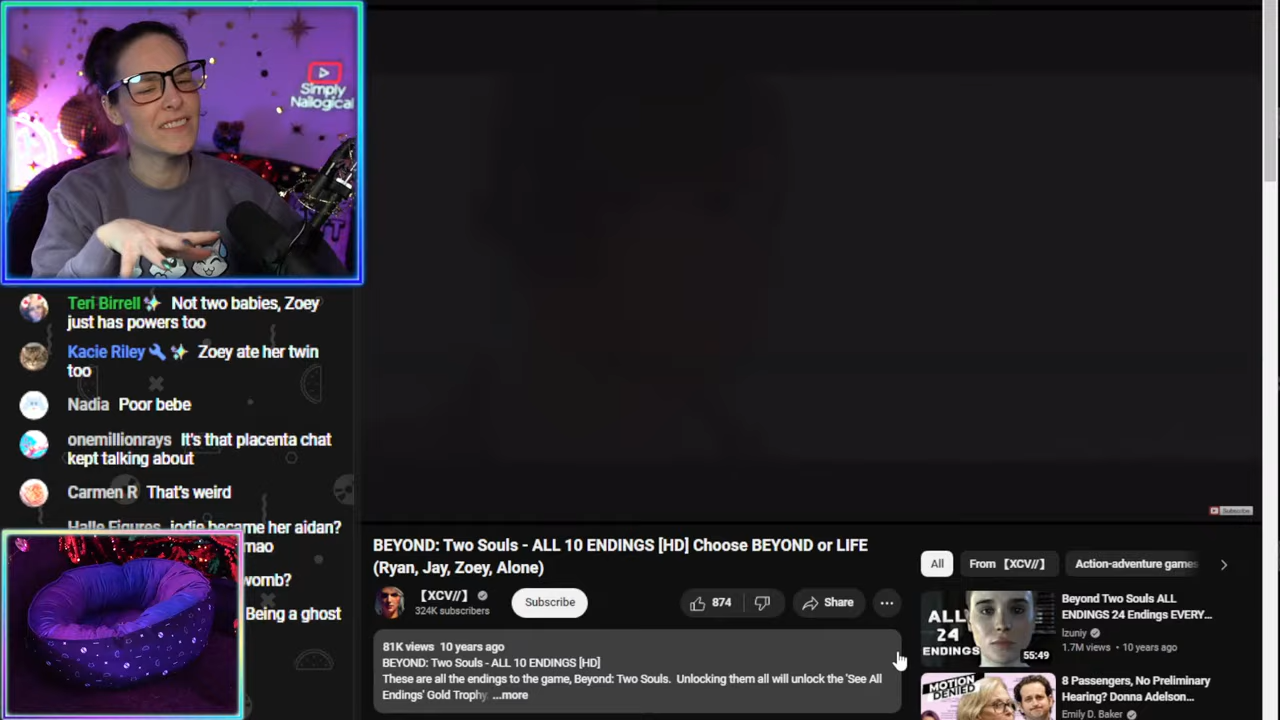 Simply
Nailogical
Teri Birrell✨ Not two babies, Zoey
just has powers too
Kacie Riley🔧✨ Zoey ate her twin
too
Nadia Poor bebe
onemillionrays It's that placenta chat
kept talking about
Carmen R That's weird
Halle Figures jodie became her aidan?
mao
womb?
Being a ghost
Subscribe
BEYOND: Two Souls - ALL 10 ENDINGS [HD] Choose BEYOND or LIFE
(Ryan, Jay, Zoey, Alone)
【XCV//】
324K subscribers
Subscribe
874
Share
81K views 10 years ago
BEYOND: Two Souls - ALL 10 ENDINGS [HD]
These are all the endings to the game, Beyond: Two Souls. Unlocking them all will unlock the 'See All
Endings' Gold Trophy. ...more
All
From 【XCV//】
Action-adventure games
ALL
24
ENDINGS
55:49
Beyond Two Souls ALL
ENDINGS 24 Endings EVERY...
Izuniy
1.7M views • 10 years ago
MOTION
DENIED
8 Passengers, No Preliminary
Hearing? Donna Adelson...
Emily D. Baker